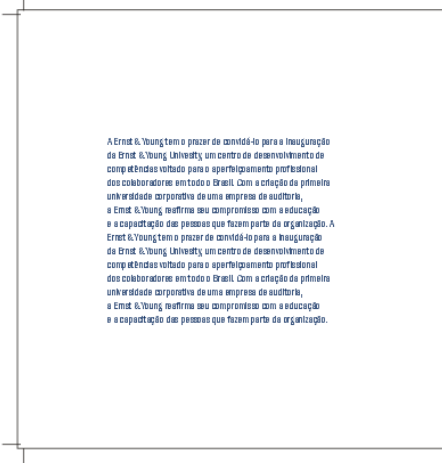 A Ernst & Young tem o prazer de convidá-lo para a inauguração
da Ernst & Young University, um centro de desenvolvimento de
competências voltado para o aperfeiçoamento profissional
dos colaboradores em todo o Brasil. Com a criação da primeira
universidade corporativa de uma empresa de auditoria,
a Ernst & Young reafirma seu compromisso com a educação
e a capacitação das pessoas que fazem parte da organização. A
Ernst & Young tem o prazer de convidá-lo para a inauguração
da Ernst & Young University, um centro de desenvolvimento de
competências voltado para o aperfeiçoamento profissional
dos colaboradores em todo o Brasil. Com a criação da primeira
universidade corporativa de uma empresa de auditoria,
a Ernst & Young reafirma seu compromisso com a educação
e a capacitação das pessoas que fazem parte da organização.